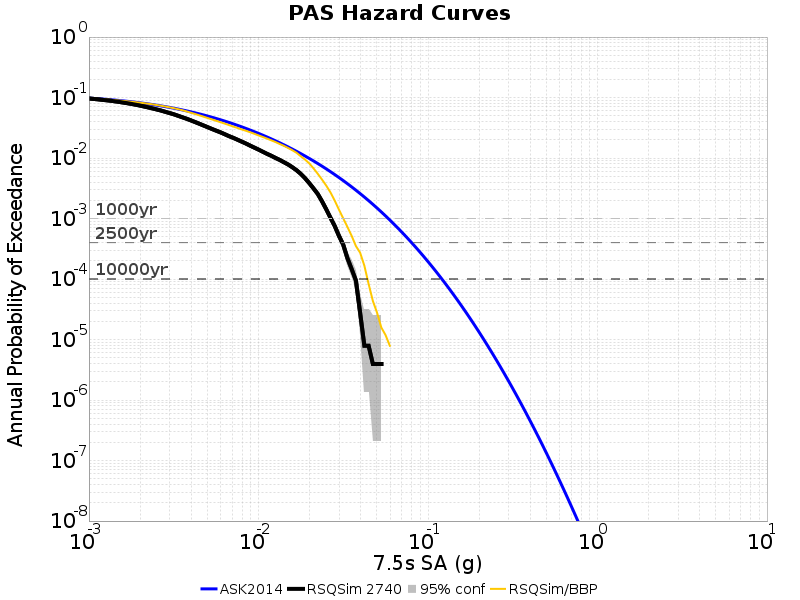 PAS Hazard Curves
Annual Probability of Exceedance
10^0
10^-1
10^-2
10^-3
10^-4
10^-5
10^-6
10^-7
10^-8
1000yr
2500yr
10000yr
10^-3 10^-2 10^-1 10^0 10^1
7.5s SA (g)
ASK2014 RSQSim 2740 95% conf RSQSim/BBP